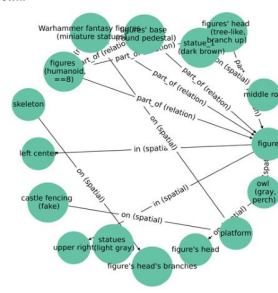 Warhammer fantasy figures
(miniature statues)
figures' base
(round pedestal)
figures' head
(tree-like,
branch up)
statue
(dark brown)
figures
(humanoid,
==8)
part_of (relation)
part_of (relation)
part_of (relation)
part_of (relation)
skeleton
middle
figure
on (spatial)
on (spatial)
left center
in (spatial)
in (spatial)
owl
(gray,
perch)
castle fencing
(fake)
on (spatial)
platform
upper right
statues
(light gray)
figure's head
figure's head's branches